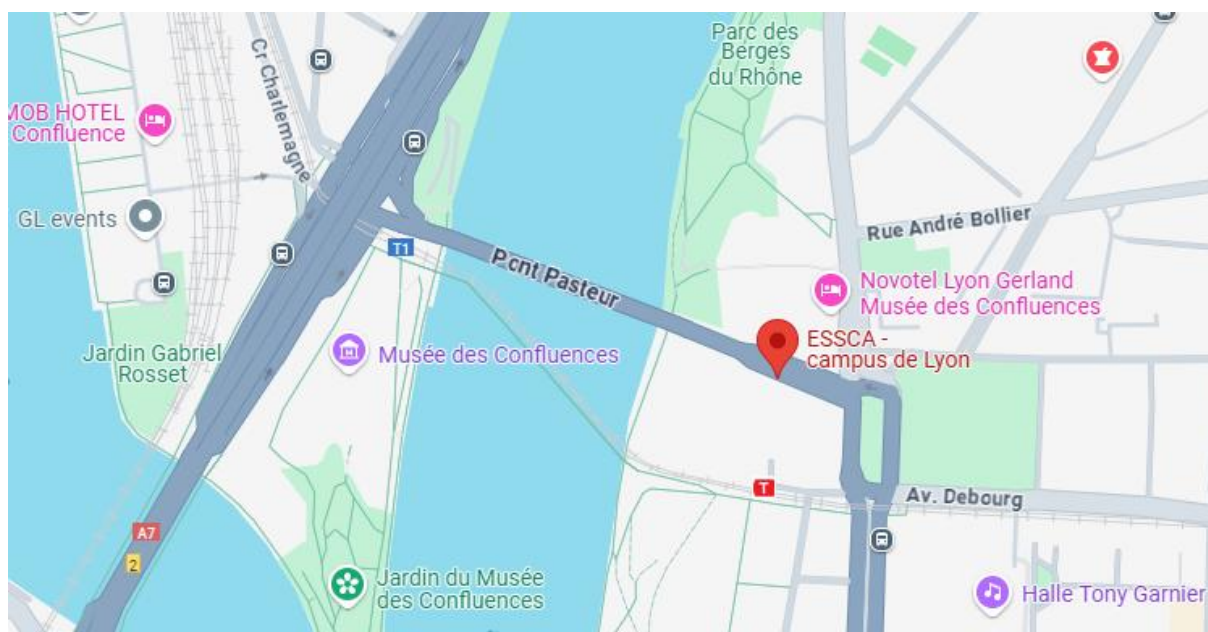 Parc des
Berges
du Rhône
Cr Charlemagne
MOB HOTEL
Confluence
GL events
Rue André Bollier
T1
Pont Pasteur
Novotel Lyon Gerland
Musée des Confluences
ESSCA -
campus de Lyon
Jardin Gabriel
Rosset
Musée des Confluences
T
Av. Debourg
A7
2
Jardin du Musée
des Confluences
Halle Tony Garnier